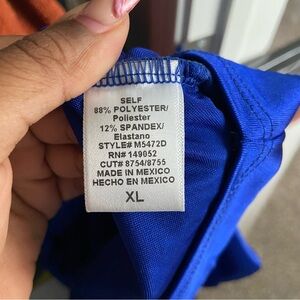 SELF
88% POLYESTER/
Poliester
12% SPANDEX/
Elastano
STYLE# M5472D
RN# 149052
CUT# 8754/8755
MADE IN MEXICO
HECHO EN MEXICO
XL